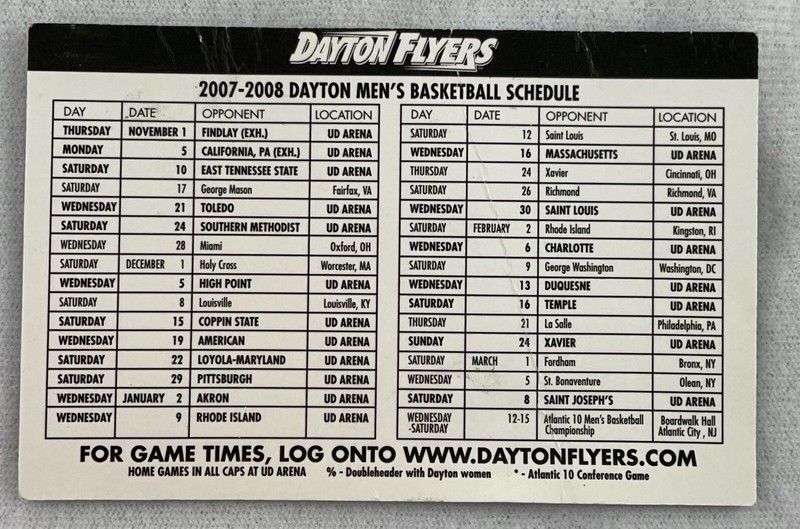 DAYTON FLYERS
2007-2008 DAYTON MEN'S BASKETBALL SCHEDULE
DAY DATE OPPONENT LOCATION
THURSDAY NOVEMBER 1 FINDLAY (EXH.) UD ARENA
MONDAY 5 CALIFORNIA, PA (EXH.) UD ARENA
SATURDAY 10 EAST TENNESSEE STATE UD ARENA
SATURDAY 17 George Mason Fairfax, VA
WEDNESDAY 21 TOLEDO UD ARENA
SATURDAY 24 SOUTHERN METHODIST UD ARENA
WEDNESDAY 28 Miami Oxford, OH
SATURDAY DECEMBER 1 Holy Cross Worcester, MA
WEDNESDAY 5 HIGH POINT UD ARENA
SATURDAY 8 Louisville Louisville, KY
SATURDAY 15 COPPIN STATE UD ARENA
WEDNESDAY 19 AMERICAN UD ARENA
SATURDAY 22 LOYOLA-MARYLAND UD ARENA
SATURDAY 29 PITTSBURGH UD ARENA
WEDNESDAY JANUARY 2 AKRON UD ARENA
WEDNESDAY 9 RHODE ISLAND UD ARENA
DAY DATE OPPONENT LOCATION
SATURDAY 12 Saint Louis St. Louis, MO
WEDNESDAY 16 MASSACHUSETTS UD ARENA
THURSDAY 24 Xavier Cincinnati, OH
SATURDAY 26 Richmond Richmond, VA
WEDNESDAY 30 SAINT LOUIS UD ARENA
SATURDAY FEBRUARY 2 Rhode Island Kingston, RI
WEDNESDAY 6 CHARLOTTE UD ARENA
SATURDAY 9 George Washington Washington, DC
WEDNESDAY 13 DUQUESNE UD ARENA
SATURDAY 16 TEMPLE UD ARENA
THURSDAY 21 La Salle Philadelphia, PA
SUNDAY 24 XAVIER UD ARENA
SATURDAY MARCH 1 Fordham Bronx, NY
WEDNESDAY 5 St. Bonaventure Olean, NY
SATURDAY 8 SAINT JOSEPH'S UD ARENA
WEDNESDAY 12-15 Atlantic 10 Men's Basketball Boardwalk Hall
-SATURDAY Championship Atlantic City , NJ
FOR GAME TIMES, LOG ONTO WWW.DAYTONFLYERS.COM
HOME GAMES IN ALL CAPS AT UD ARENA % - Doubleheader with Dayton women * - Atlantic 10 Conference Game